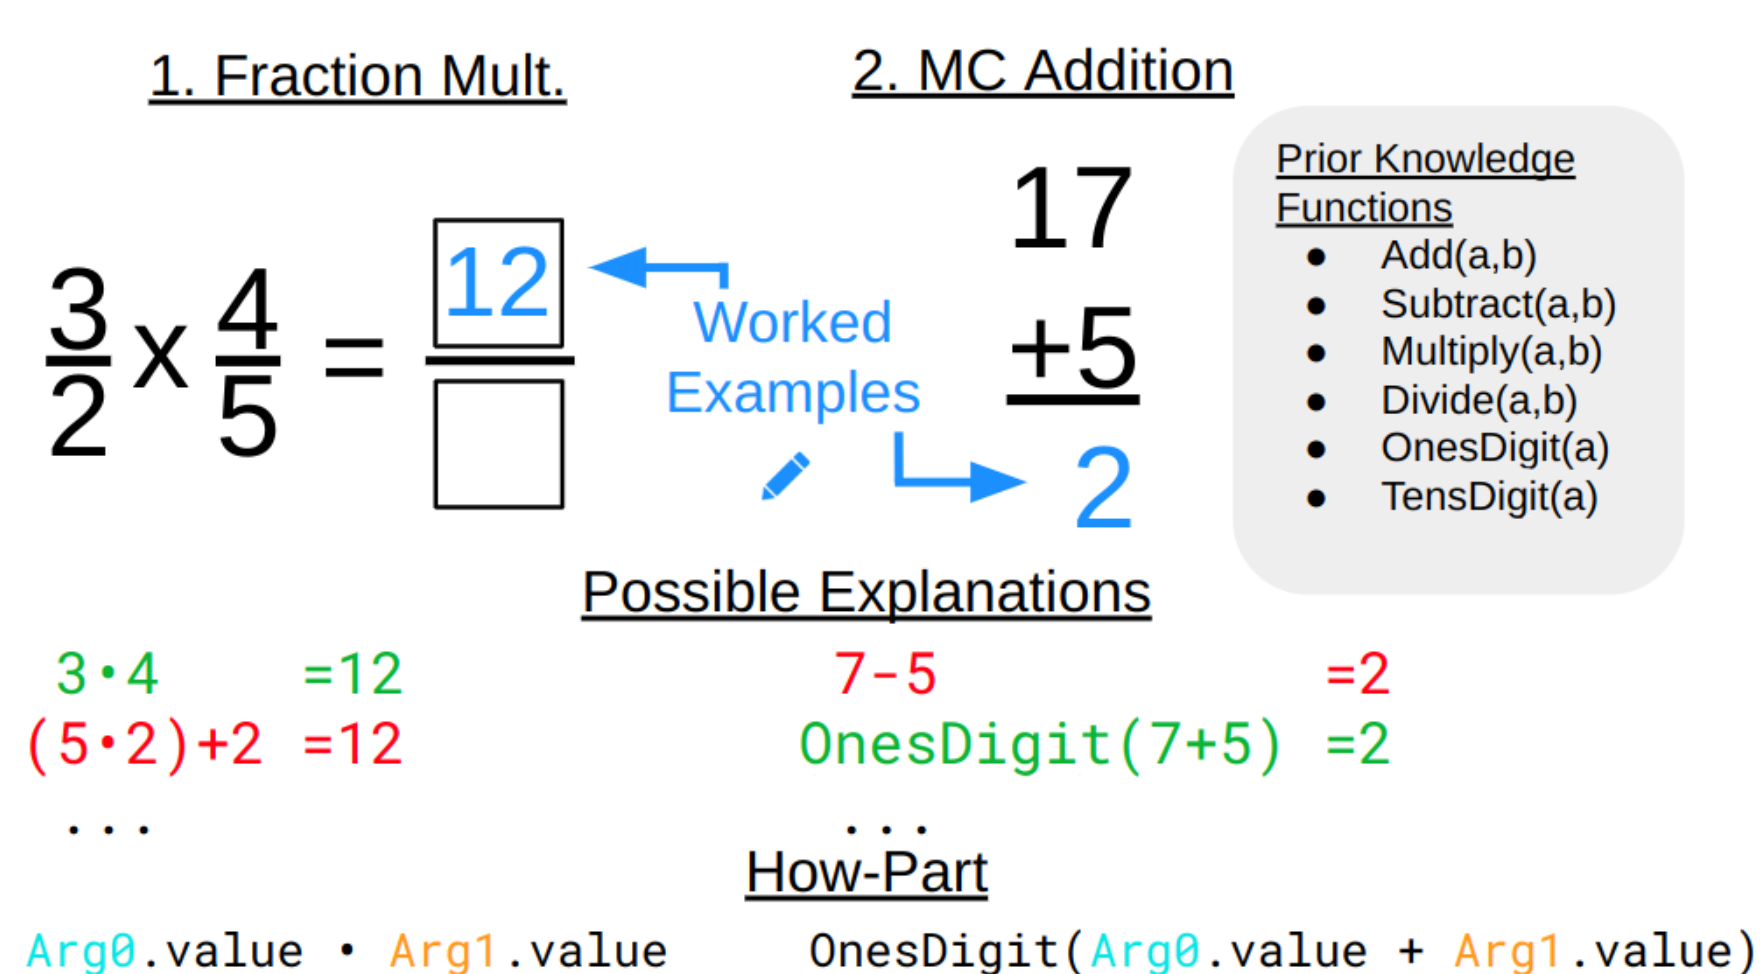 1. Fraction Mult.
3
2
x
4
5
=
12
Worked
Examples
2. MC Addition
17
+5
2
Prior Knowledge
Functions
● Add(a,b)
● Subtract(a,b)
● Multiply(a,b)
● Divide(a,b)
● OnesDigit(a)
● TensDigit(a)
Possible Explanations
3·4 =12
(5·2)+2 =12
...
7-5 =2
OnesDigit(7+5) =2
...
How-Part
Arg0.value · Arg1.value
OnesDigit(Arg0.value + Arg1.value)